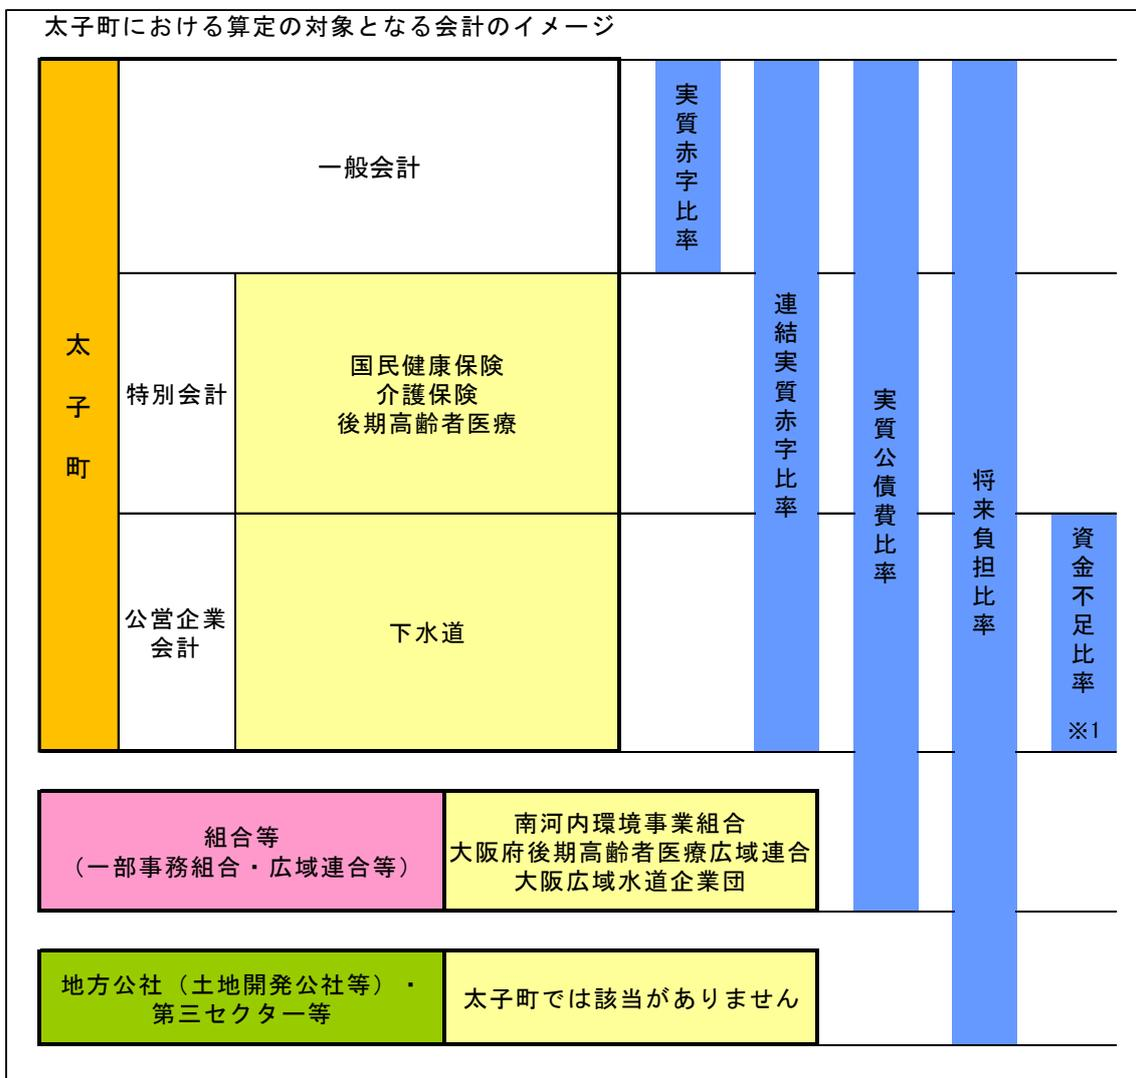 太子町における算定の対象となる会計のイメージ
太子町
一般会計
特別会計
国民健康保険
介護保険
後期高齢者医療
公営企業
会計
下水道
実質赤字比率
連結実質赤字比率
実質公債費比率
将来負担比率
資金不足比率
※1
組合等
（一部事務組合・広域連合等）
南河内環境事業組合
大阪府後期高齢者医療広域連合
大阪広域水道企業団
地方公社（土地開発公社等）・
第三セクター等
太子町では該当がありません